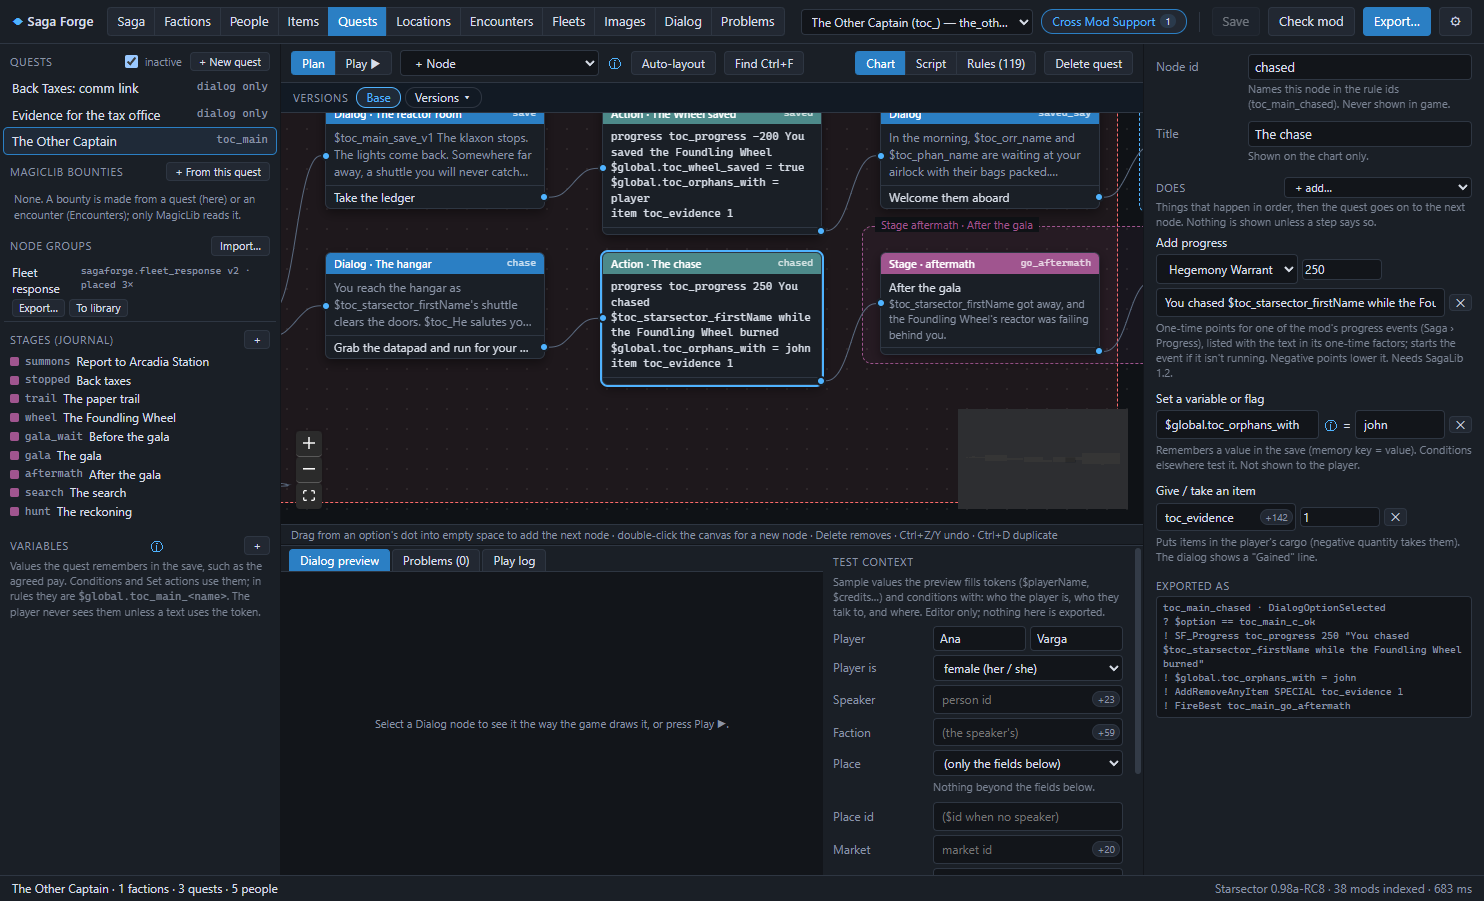 Saga Forge
Saga
Factions
People
Items
Quests
Locations
Encounters
Fleets
Images
Dialog
Problems
The Other Captain (toc_) — the_oth...
Cross Mod Support 1
Save
Check mod
Export...
QUESTS
inactive
+ New quest
Back Taxes: comm link
dialog only
Evidence for the tax office
dialog only
The Other Captain
toc_main
MAGICLIB BOUNTIES
+ From this quest
None. A bounty is made from a quest (here) or an
encounter (Encounters); only MagicLib reads it.
NODE GROUPS
Import...
Fleet
response
sagaforge.fleet_response v2 ·
placed 3×
Export...
To library
STAGES (JOURNAL)
+
summons Report to Arcadia Station
stopped Back taxes
trail The paper trail
wheel The Foundling Wheel
gala_wait Before the gala
gala The gala
aftermath After the gala
search The search
hunt The reckoning
VARIABLES
+
Values the quest remembers in the save, such as the
agreed pay. Conditions and Set actions use them; in
rules they are $global.toc_main_<name>. The
player never sees them unless a text uses the token.
Plan
Play ▶
+ Node
Auto-layout
Find Ctrl+F
Chart
Script
Rules (119)
Delete quest
VERSIONS
Base
Versions
Dialog · The reactor room
save
$toc_main_save_v1 The klaxon stops.
The lights come back. Somewhere far
away, a shuttle you will never catch...
Take the ledger
Action · The Wheel saved
saved
progress toc_progress −200 You
saved the Foundling Wheel
$global.toc_wheel_saved = true
$global.toc_orphans_with =
player
item toc_evidence 1
Dialog
saved_say
In the morning, $toc_orr_name and
$toc_phan_name are waiting at your
airlock with their bags packed....
Welcome them aboard
Dialog · The hangar
chase
You reach the hangar as
$toc_starsector_firstName's shuttle
clears the doors. $toc_He salutes yo...
Grab the datapad and run for your ...
Action · The chase
chased
progress toc_progress 250 You
chased
$toc_starsector_firstName while
the Foundling Wheel burned
$global.toc_orphans_with = john
item toc_evidence 1
Stage aftermath · After the gala
Stage · aftermath
go_aftermath
After the gala
$toc_starsector_firstName got away, and
the Foundling Wheel's reactor was failing
behind you.
Drag from an option's dot into empty space to add the next node · double-click the canvas for a new node · Delete removes · Ctrl+Z/Y undo · Ctrl+D duplicate
Dialog preview
Problems (0)
Play log
Select a Dialog node to see it the way the game draws it, or press Play ▶.
TEST CONTEXT
Sample values the preview fills tokens ($playerName,
$credits...) and conditions with: who the player is, who they
talk to, and where. Editor only; nothing here is exported.
Player
Ana
Varga
Player is
female (her / she)
Speaker
person id
+23
Faction
(the speaker's)
+59
Place
(only the fields below)
Nothing beyond the fields below.
Place id
($id when no speaker)
Market
market id
+20
Node id
chased
Names this node in the rule ids
(toc_main_chased). Never shown in game.
Title
The chase
Shown on the chart only.
DOES
+ add...
Things that happen in order, then the quest goes on to the next
node. Nothing is shown unless a step says so.
Add progress
Hegemony Warrant
250
You chased $toc_starsector_firstName while the Fou
One-time points for one of the mod's progress events (Saga ›
Progress), listed with the text in its one-time factors; starts the
event if it isn't running. Negative points lower it. Needs SagaLib
1.2.
Set a variable or flag
$global.toc_orphans_with
=
john
Remembers a value in the save (memory key = value). Conditions
elsewhere test it. Not shown to the player.
Give / take an item
toc_evidence
+142
1
Puts items in the player's cargo (negative quantity takes them).
The dialog shows a "Gained" line.
EXPORTED AS
toc_main_chased · DialogOptionSelected
? $option == toc_main_c_ok
! SF_Progress toc_progress 250 "You chased
$toc_starsector_firstName while the Foundling Wheel
burned"
! $global.toc_orphans_with = john
! AddRemoveAnyItem SPECIAL toc_evidence 1
! FireBest toc_main_go_aftermath
The Other Captain · 1 factions · 3 quests · 5 people
Starsector 0.98a-RC8 · 38 mods indexed · 683 ms